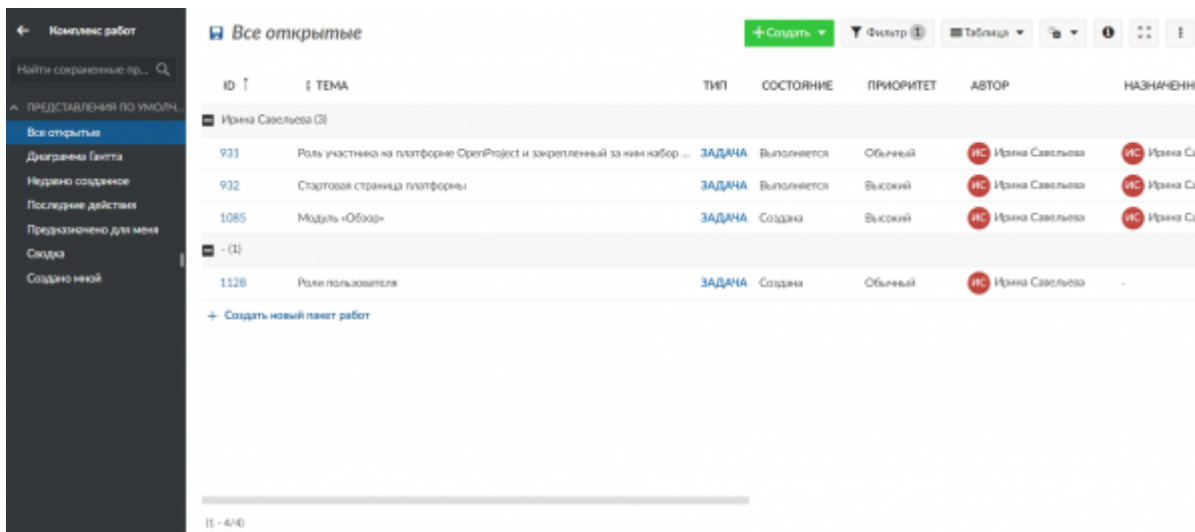 Комплекс работ
Найти сохраненные пр...
ПРЕДСТАВЛЕНИЯ ПО УМОЛЧ...
Все открытые
Диаграмма Гантта
Недавно созданное
Последние действия
Предназначено для меня
Сводка
Создано мной
Все открытые
+ Создать
Фильтр 1
Таблица
ID ТЕМА ТИП СОСТОЯНИЕ ПРИОРИТЕТ АВТОР НАЗНАЧЕННЫ
Ирина Савельева (3)
931 Роль участника на платформе OpenProject и закрепленный за ним набор ... ЗАДАЧА Выполняется Обычный ИС Ирина Савельева ИС Ирина Са
932 Стартовая страница платформы ЗАДАЧА Выполняется Высокий ИС Ирина Савельева ИС Ирина Са
1085 Модуль «Обзор» ЗАДАЧА Создана Высокий ИС Ирина Савельева ИС Ирина Са
- (1)
1128 Роли пользователя ЗАДАЧА Создана Обычный ИС Ирина Савельева -
+ Создать новый пакет работ
(1 - 4/4)